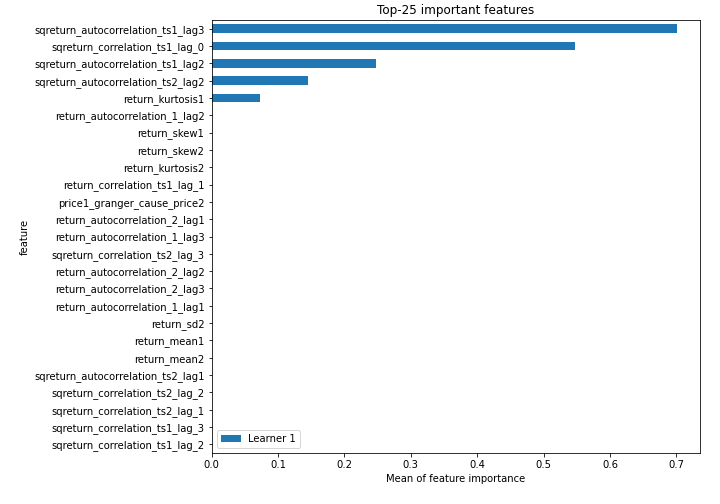 Top-25 important features
sqreturn_autocorrelation_ts1_lag3
sqreturn_correlation_ts1_lag_0
sqreturn_autocorrelation_ts1_lag2
sqreturn_autocorrelation_ts2_lag2
return_kurtosis1
return_autocorrelation_1_lag2
return_skew1
return_skew2
return_kurtosis2
return_correlation_ts1_lag_1
price1_granger_cause_price2
return_autocorrelation_2_lag1
return_autocorrelation_1_lag3
sqreturn_correlation_ts2_lag_3
return_autocorrelation_2_lag2
return_autocorrelation_2_lag3
return_autocorrelation_1_lag1
return_sd2
return_mean1
return_mean2
sqreturn_autocorrelation_ts2_lag1
sqreturn_correlation_ts2_lag_2
sqreturn_correlation_ts2_lag_1
sqreturn_correlation_ts1_lag_3
sqreturn_correlation_ts1_lag_2
feature
Learner 1
0.0 0.1 0.2 0.3 0.4 0.5 0.6 0.7
Mean of feature importance